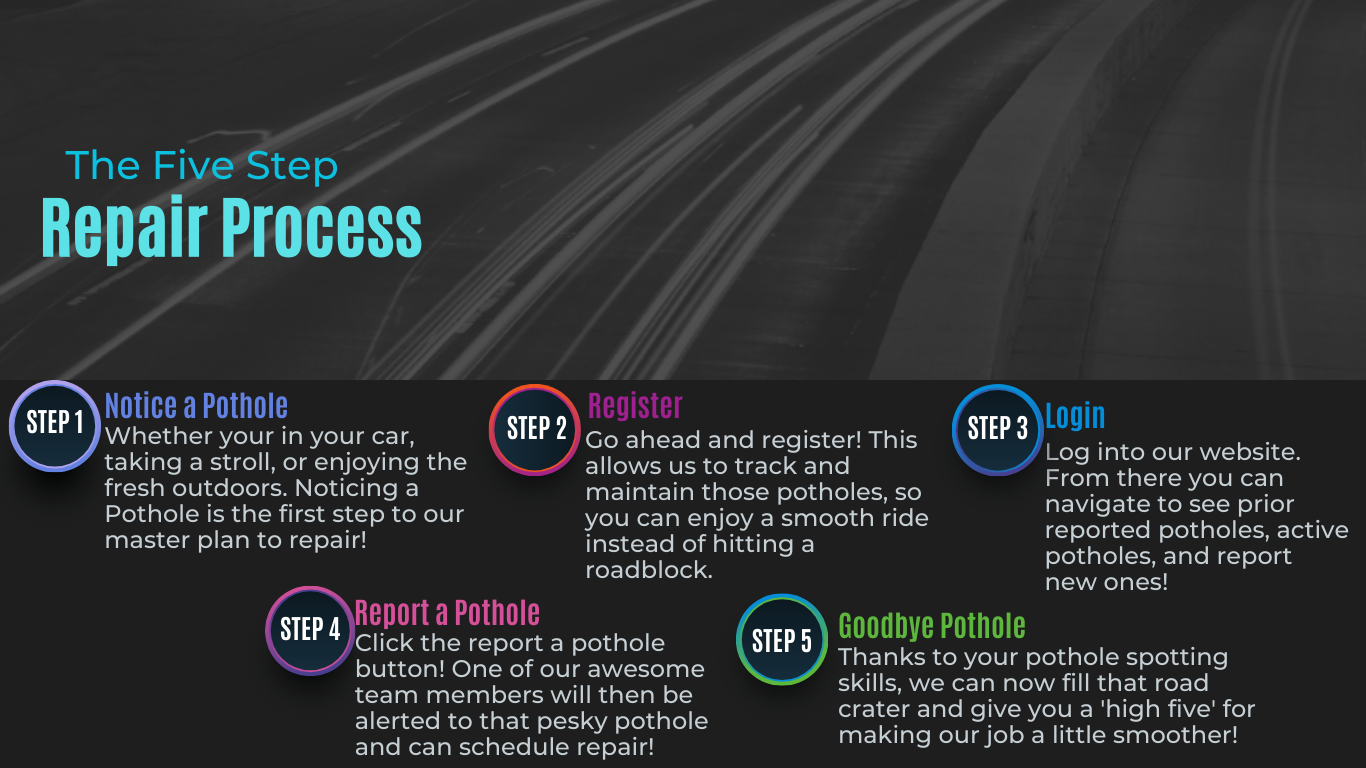 The Five Step
Repair Process
STEP 1
Notice a Pothole
Whether your in your car,
taking a stroll, or enjoying the
fresh outdoors. Noticing a
Pothole is the first step to our
master plan to repair!
STEP 2
Register
Go ahead and register! This
allows us to track and
maintain those potholes, so
you can enjoy a smooth ride
instead of hitting a
roadblock.
STEP 3
Login
Log into our website.
From there you can
navigate to see prior
reported potholes, active
potholes, and report
new ones!
STEP 4
Report a Pothole
Click the report a pothole
button! One of our awesome
team members will then be
alerted to that pesky pothole
and can schedule repair!
STEP 5
Goodbye Pothole
Thanks to your pothole spotting
skills, we can now fill that road
crater and give you a 'high five' for
making our job a little smoother!